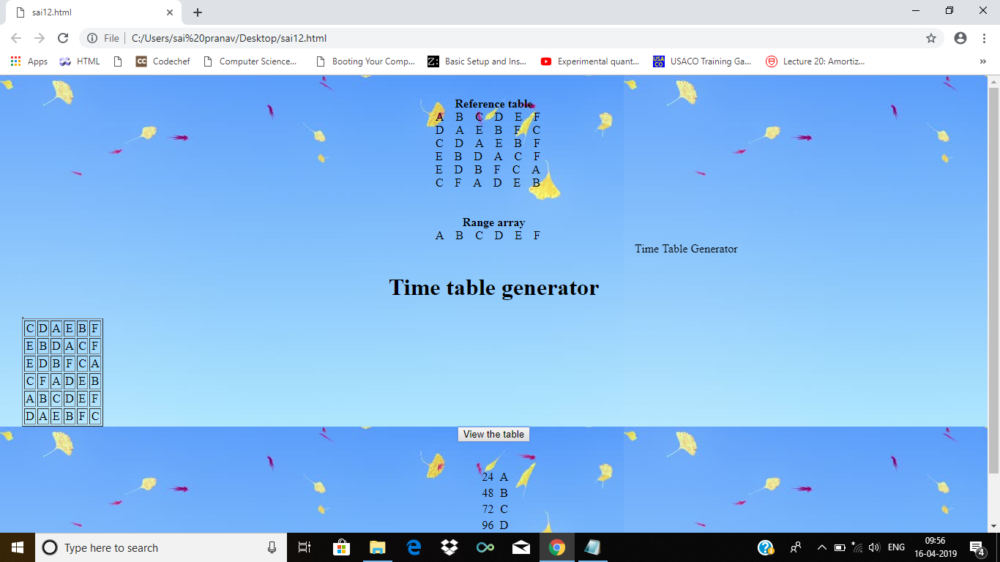 sai12.html
File C:/Users/sai%20pranav/Desktop/sai12.html
Apps HTML Codechef Computer Science... Booting Your Comp... Basic Setup and Ins... Experimental quant... USACO Training Ga... Lecture 20: Amortiz... »
Reference table
A B C D E F
D A E B F C
C D A E B F
E B D A C F
E D B F C A
C F A D E B
Range array
A B C D E F
Time Table Generator
Time table generator
C D A E B F
E B D A C F
E D B F C A
C F A D E B
A B C D E F
D A E B F C
View the table
24 A
48 B
72 C
96 D
Type here to search
ENG
09:56
16-04-2019
4